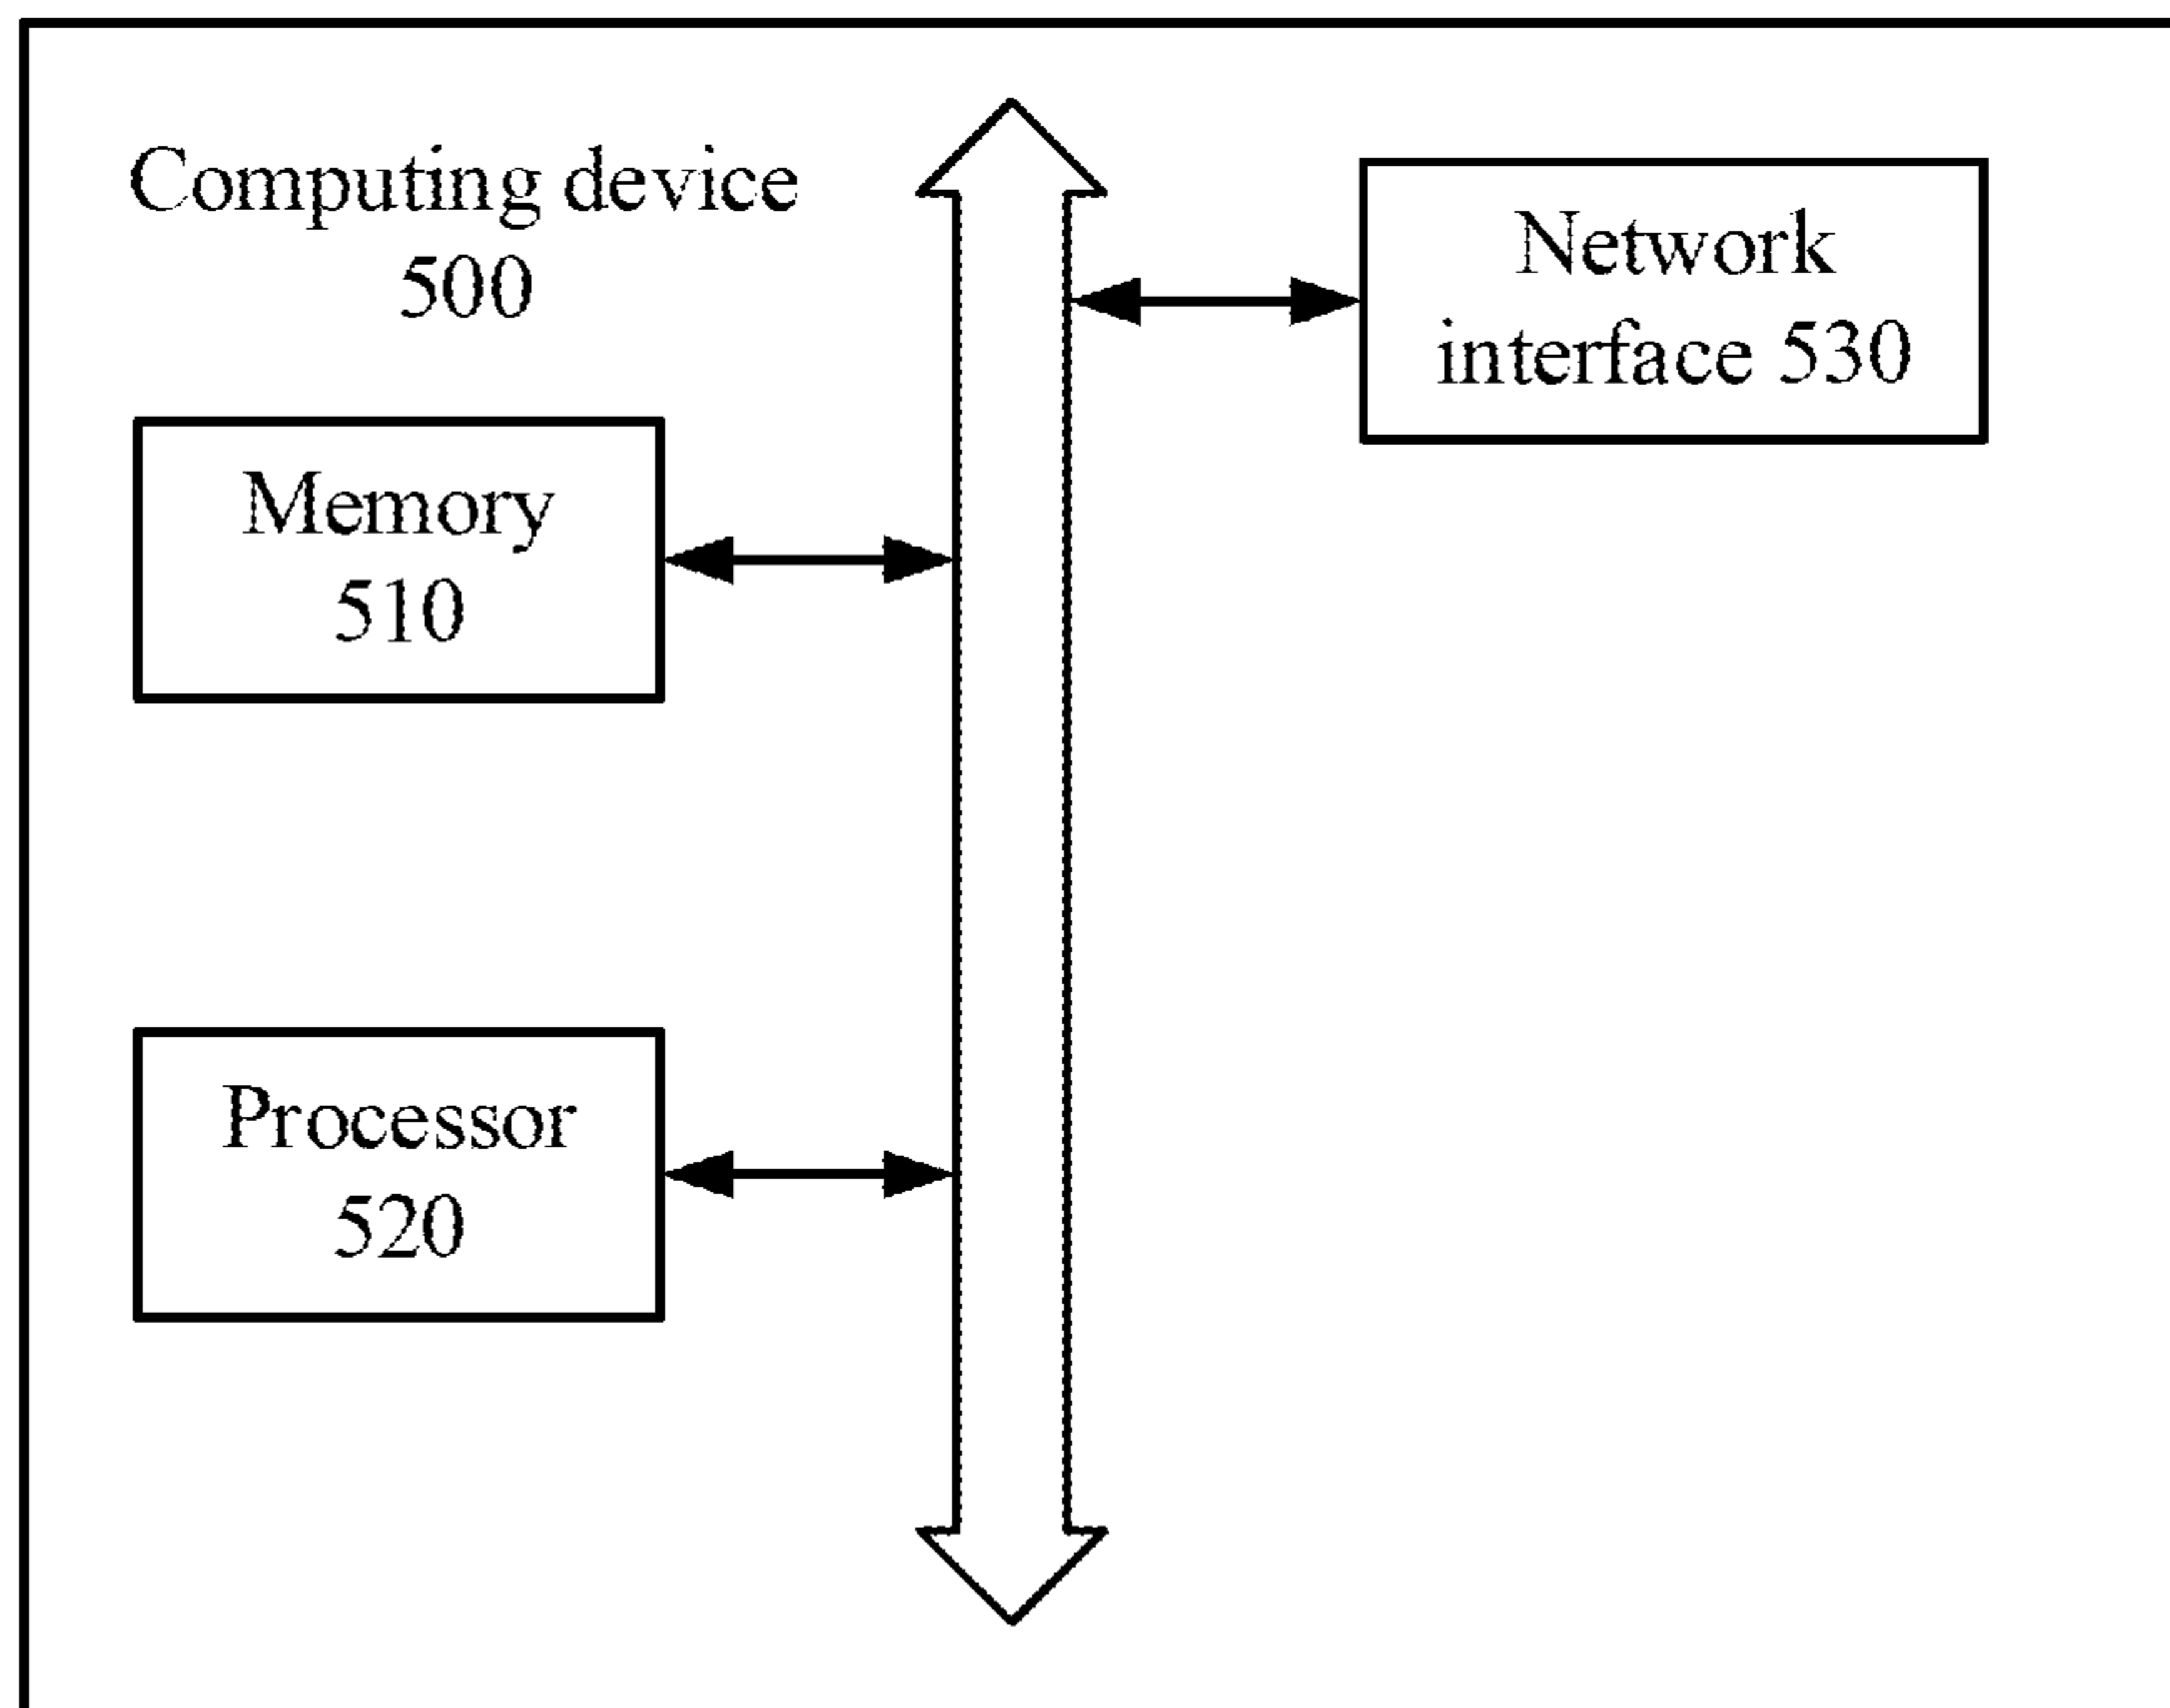 Computing device
500
Network
interface 530
Memory
510
Processor
520